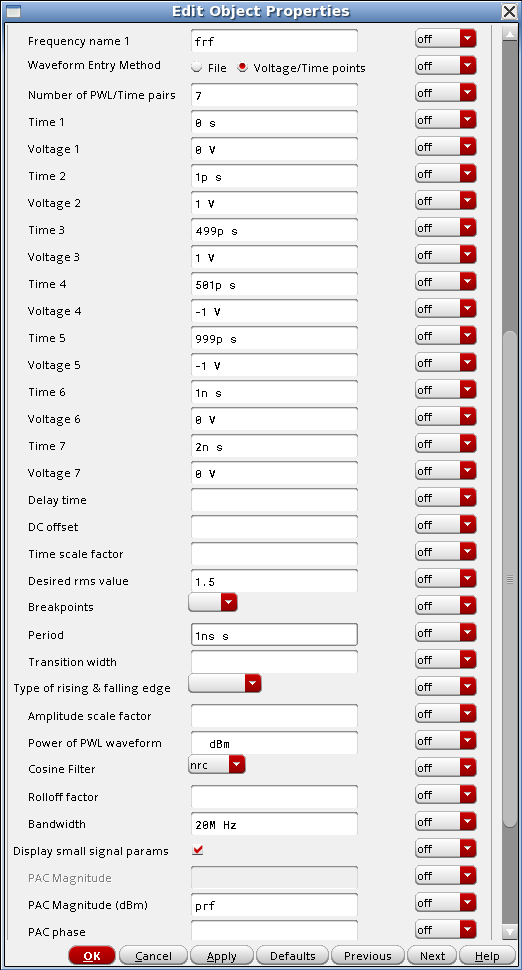 Edit Object Properties
Frequency name 1 frf off
Waveform Entry Method File Voltage/Time points off
Number of PWL/Time pairs 7 off
Time 1 0 s off
Voltage 1 0 V off
Time 2 1p s off
Voltage 2 1 V off
Time 3 499p s off
Voltage 3 1 V off
Time 4 501p s off
Voltage 4 -1 V off
Time 5 999p s off
Voltage 5 -1 V off
Time 6 1n s off
Voltage 6 0 V off
Time 7 2n s off
Voltage 7 0 V off
Delay time off
DC offset off
Time scale factor off
Desired rms value 1.5 off
Breakpoints off
Period 1ns s off
Transition width off
Type of rising & falling edge off
Amplitude scale factor off
Power of PWL waveform dBm off
Cosine Filter nrc off
Rolloff factor off
Bandwidth 20M Hz off
Display small signal params off
PAC Magnitude off
PAC Magnitude (dBm) prf off
PAC phase off
OK Cancel Apply Defaults Previous Next Help